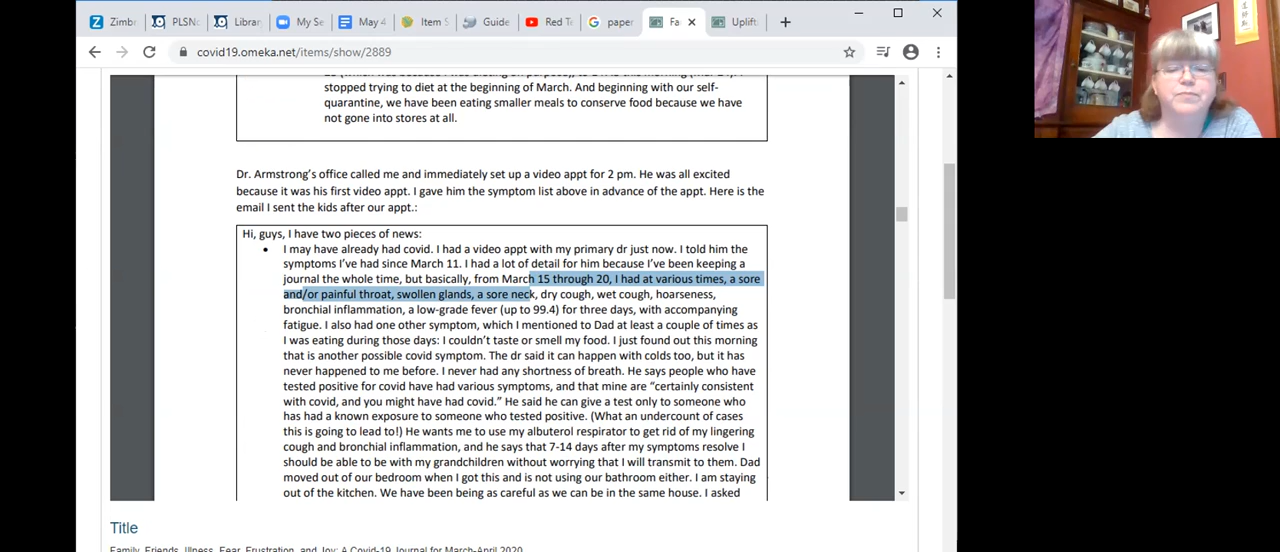 Zimbr
PLSN
Library
My Se
May 4
Item S
Guide
Red Te
paper
Fa
Uplift
covid19.omeka.net/items/show/2889
stopped trying to diet at the beginning of March. And beginning with our self-
quarantine, we have been eating smaller meals to conserve food because we have
not gone into stores at all.
Dr. Armstrong's office called me and immediately set up a video appt for 2 pm. He was all excited
because it was his first video appt. I gave him the symptom list above in advance of the appt. Here is the
email I sent the kids after our appt.:
Hi, guys, I have two pieces of news:
• I may have already had covid. I had a video appt with my primary dr just now. I told him the
symptoms I've had since March 11. I had a lot of detail for him because I've been keeping a
journal the whole time, but basically, from March 15 through 20, I had at various times, a sore
and/or painful throat, swollen glands, a sore neck, dry cough, wet cough, hoarseness,
bronchial inflammation, a low-grade fever (up to 99.4) for three days, with accompanying
fatigue. I also had one other symptom, which I mentioned to Dad at least a couple of times as
I was eating during those days: I couldn't taste or smell my food. I just found out this morning
that is another possible covid symptom. The dr said it can happen with colds too, but it has
never happened to me before. I never had any shortness of breath. He says people who have
tested positive for covid have had various symptoms, and that mine are "certainly consistent
with covid, and you might have had covid." He said he can give a test only to someone who
has had a known exposure to someone who tested positive. (What an undercount of cases
this is going to lead to!) He wants me to use my albuterol respirator to get rid of my lingering
cough and bronchial inflammation, and he says that 7-14 days after my symptoms resolve I
should be able to be with my grandchildren without worrying that I will transmit to them. Dad
moved out of our bedroom when I got this and is not using our bathroom either. I am staying
out of the kitchen. We have been being as careful as we can be in the same house. I asked
Title
Family, Friends, Illness, Fear, Frustration, and Joy: A Covid-19 Journal for March-April 2020